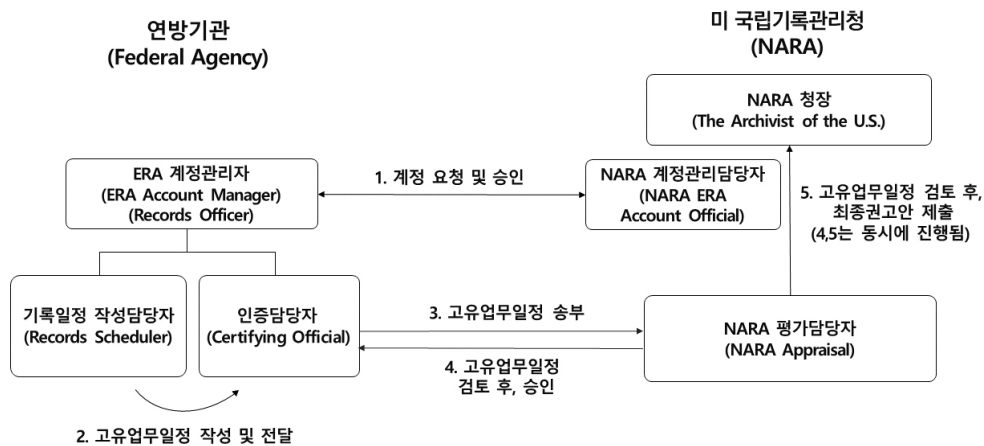 연방기관
(Federal Agency)
미 국립기록관리청
(NARA)
NARA 청장
(The Archivist of the U.S.)
ERA 계정관리자
(ERA Account Manager)
(Records Officer)
1. 계정 요청 및 승인
NARA 계정관리담당자
(NARA ERA
Account Official)
5. 고유업무일정 검토 후,
최종권고안 제출
(4,5는 동시에 진행됨)
기록일정 작성담당자
(Records Scheduler)
인증담당자
(Certifying Official)
3. 고유업무일정 송부
4. 고유업무일정
검토 후, 승인
NARA 평가담당자
(NARA Appraisal)
2. 고유업무일정 작성 및 전달